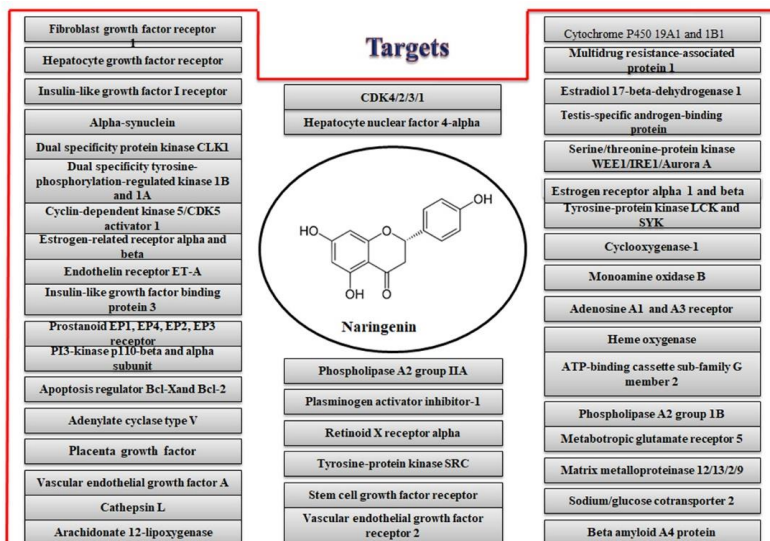 Fibroblast growth factor receptor
1
Hepatocyte growth factor receptor
Insulin-like growth factor I receptor
Alpha-synuclein
Dual specificity protein kinase CLK1
Dual specificity tyrosine-
phosphorylation-regulated kinase 1B
and 1A
Cyclin-dependent kinase 5/CDK5
activator 1
Estrogen-related receptor alpha and
beta
Endothelin receptor ET-A
Insulin-like growth factor binding
protein 3
Prostanoid EP1, EP4, EP2, EP3
receptor
PI3-kinase p110-beta and alpha
subunit
Apoptosis regulator Bcl-Xand Bcl-2
Adenylate cyclase type V
Placenta growth factor
Vascular endothelial growth factor A
Cathepsin L
Arachidonate 12-lipoxygenase
Targets
CDK4/2/3/1
Hepatocyte nuclear factor 4-alpha
OH
HO
O
OH
O
Naringenin
Phospholipase A2 group IIA
Plasminogen activator inhibitor-1
Retinoid X receptor alpha
Tyrosine-protein kinase SRC
Stem cell growth factor receptor
Vascular endothelial growth factor
receptor 2
Cytochrome P450 19A1 and 1B1
Multidrug resistance-associated
protein 1
Estradiol 17-beta-dehydrogenase 1
Testis-specific androgen-binding
protein
Serine/threonine-protein kinase
WEE1/IRE1/Aurora A
Estrogen receptor alpha 1 and beta
Tyrosine-protein kinase LCK and
SYK
Cyclooxygenase-1
Monoamine oxidase B
Adenosine A1 and A3 receptor
Heme oxygenase
ATP-binding cassette sub-family G
member 2
Phospholipase A2 group 1B
Metabotropic glutamate receptor 5
Matrix metalloproteinase 12/13/2/9
Sodium/glucose cotransporter 2
Beta amyloid A4 protein